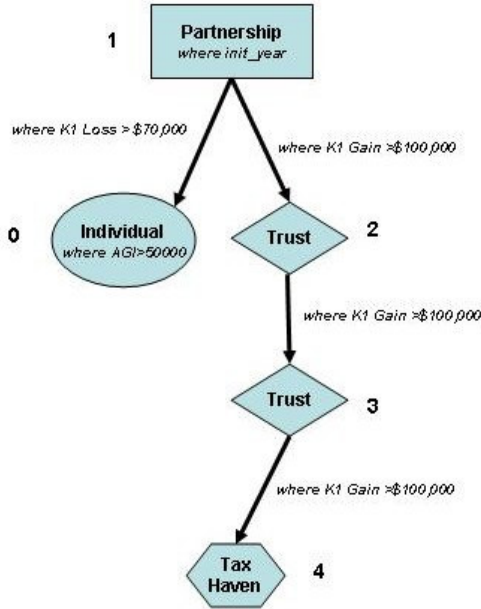 1
Partnership
where init_year
where K1 Loss > $70,000
where K1 Gain >$100,000
0
Individual
where AGI>50000
Trust
2
where K1 Gain >$100,000
Trust
3
where K1 Gain >$100,000
Tax
Haven
4